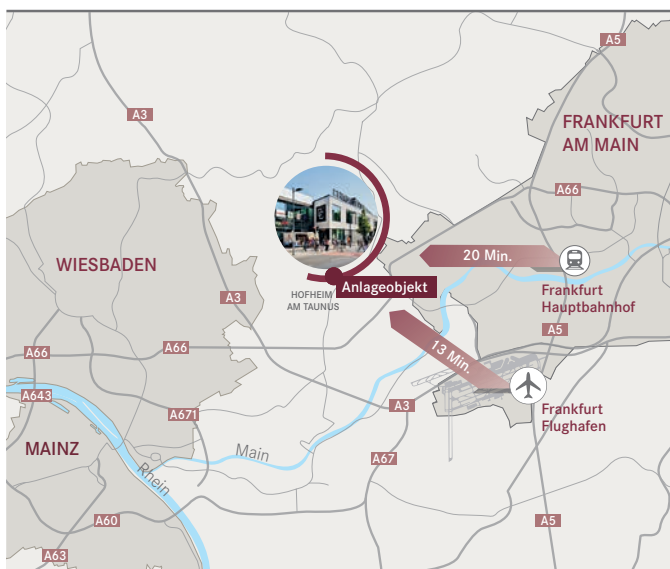 A5
A3
FRANKFURT
AM MAIN
A66
WIESBADEN
20 Min.
Anlageobjekt
HOFHEIM
AM TAUNUS
Frankfurt
Hauptbahnhof
A3
A5
A66
A66
13 Min.
A643
A3
A671
Frankfurt
Flughafen
MAINZ
Main
A67
Rhein
A60
A5
A63